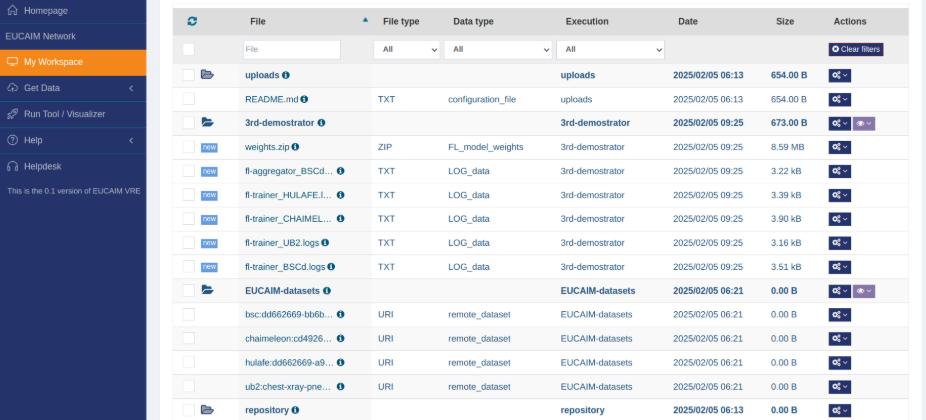 Homepage
EUCAIM Network
My Workspace
Get Data
Run Tool / Visualizer
Help
Helpdesk
This is the 0.1 version of EUCAIM VRE
File File type Data type Execution Date Size Actions
File All All All Clear filters
uploads uploads 2025/02/05 06:13 654.00 B
README.md TXT configuration_file uploads 2025/02/05 06:13 654.00 B
3rd-demostrator 3rd-demostrator 2025/02/05 09:25 673.00 B
new weights.zip ZIP FL_model_weights 3rd-demostrator 2025/02/05 09:25 8.59 MB
new fl-aggregator_BSCd... TXT LOG_data 3rd-demostrator 2025/02/05 09:25 3.22 kB
new fl-trainer_HULAFE.l... TXT LOG_data 3rd-demostrator 2025/02/05 09:25 3.39 kB
new fl-trainer_CHAIMEL... TXT LOG_data 3rd-demostrator 2025/02/05 09:25 3.90 kB
new fl-trainer_UB2.logs TXT LOG_data 3rd-demostrator 2025/02/05 09:25 3.16 kB
new fl-trainer_BSCd.logs TXT LOG_data 3rd-demostrator 2025/02/05 09:25 3.51 kB
EUCAIM-datasets EUCAIM-datasets 2025/02/05 06:21 0.00 B
bsc:dd662669-bb6b... URI remote_dataset EUCAIM-datasets 2025/02/05 06:21 0.00 B
chaimeleon:cd4926... URI remote_dataset EUCAIM-datasets 2025/02/05 06:21 0.00 B
hulafe:dd662669-a9... URI remote_dataset EUCAIM-datasets 2025/02/05 06:21 0.00 B
ub2:chest-xray-pne... URI remote_dataset EUCAIM-datasets 2025/02/05 06:21 0.00 B
repository repository 2025/02/05 06:13 0.00 B